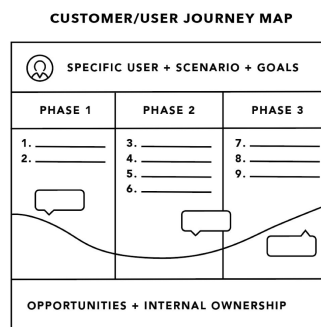 CUSTOMER/USER JOURNEY MAP
SPECIFIC USER + SCENARIO + GOALS
PHASE 1 PHASE 2 PHASE 3
1.
2.
3.
4.
5.
6.
7.
8.
9.
OPPORTUNITIES + INTERNAL OWNERSHIP